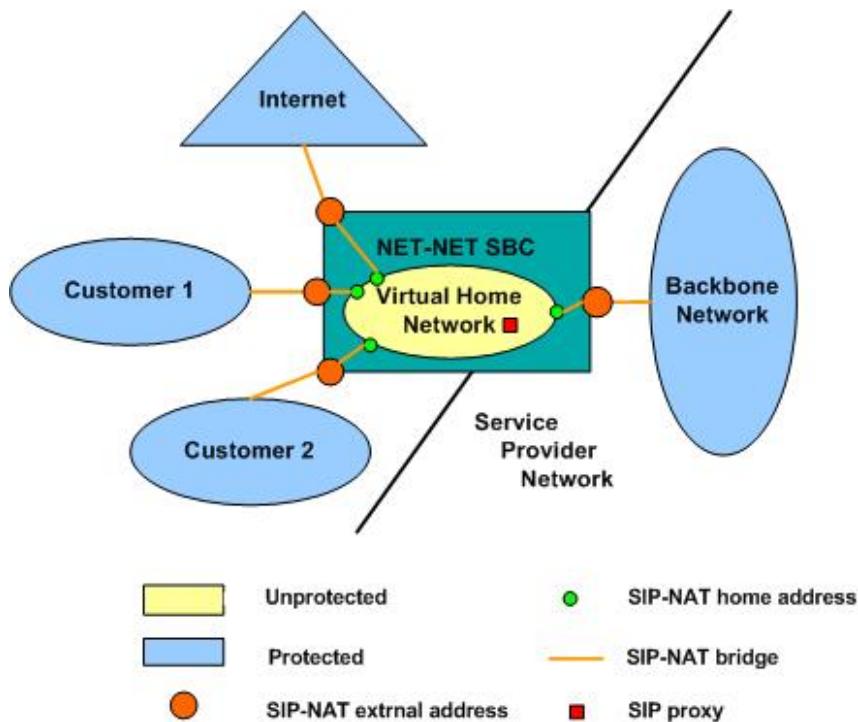 Internet
NET-NET SBC
Customer 1
Virtual Home
Network
Backbone
Network
Customer 2
Service
Provider
Network
Unprotected
SIP-NAT home address
Protected
SIP-NAT bridge
SIP-NAT extrnal address
SIP proxy